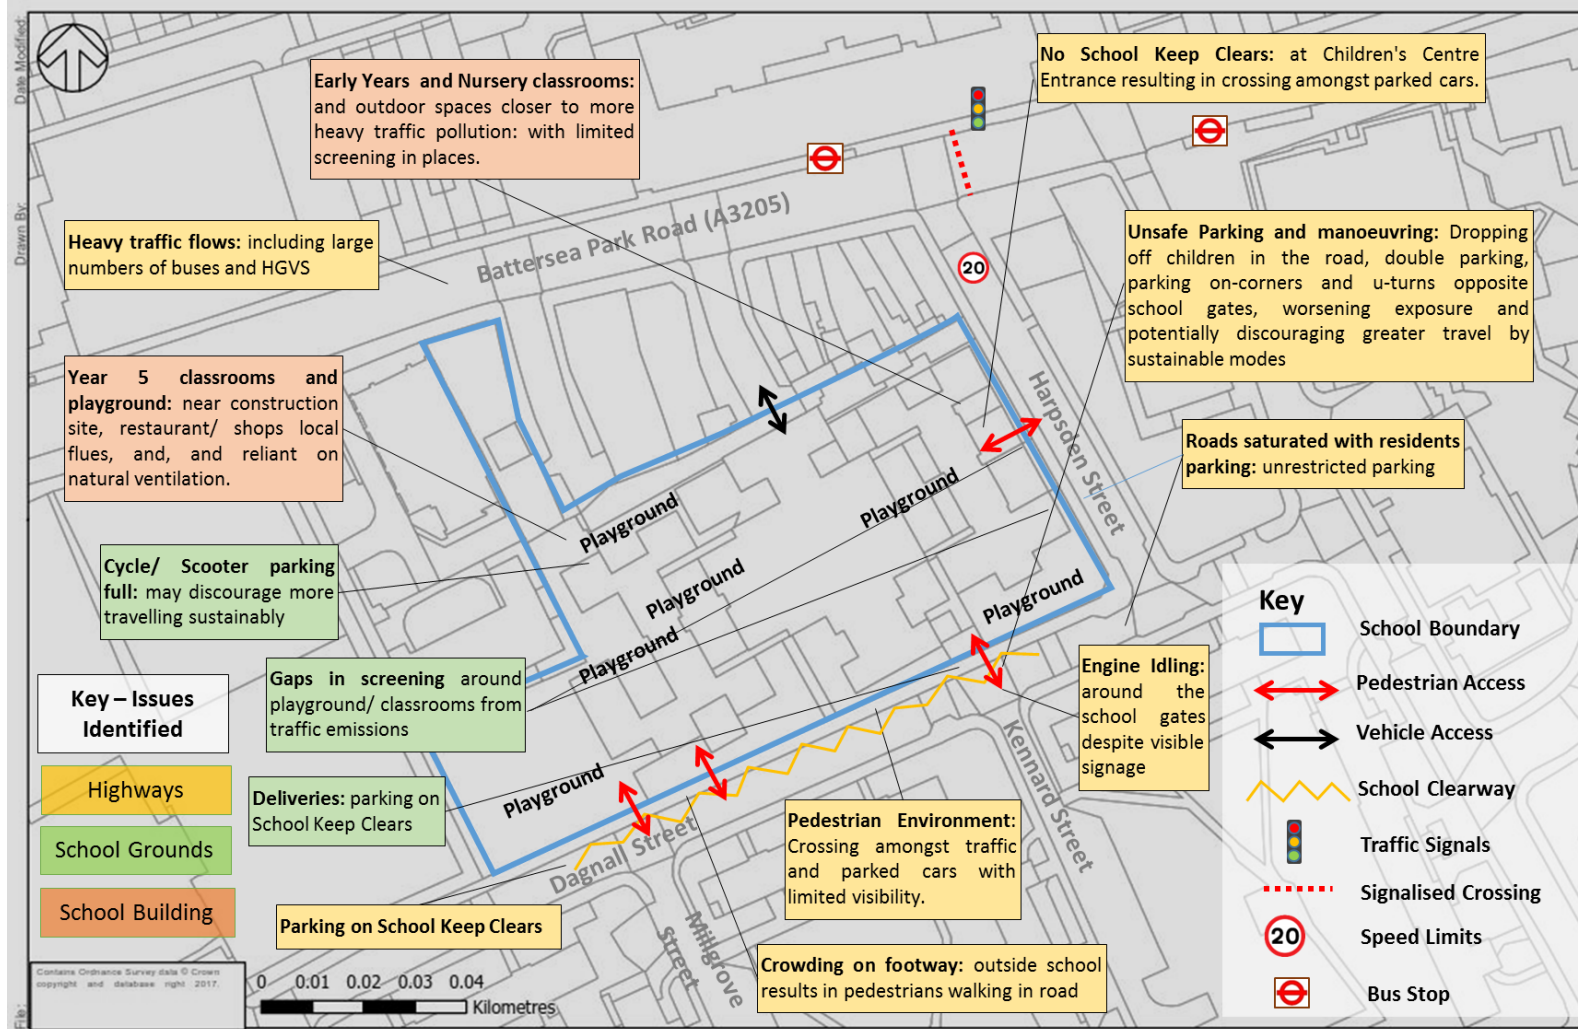 Date Modified:
Drawn By:
File:
Early Years and Nursery classrooms:
and outdoor spaces closer to more
heavy traffic pollution: with limited
screening in places.
No School Keep Clears: at Children's Centre
Entrance resulting in crossing amongst parked cars.
Heavy traffic flows: including large
numbers of buses and HGVS
Battersea Park Road (A3205)
20
Unsafe Parking and manoeuvring: Dropping
off children in the road, double parking,
parking on-corners and u-turns opposite
school gates, worsening exposure and
potentially discouraging greater travel by
sustainable modes
Year 5 classrooms and
playground: near construction
site, restaurant/ shops local
flues, and, and reliant on
natural ventilation.
Harpsden Street
Roads saturated with residents
parking: unrestricted parking
Playground
Playground
Playground
Playground
Playground
Playground
Cycle/ Scooter parking
full: may discourage more
travelling sustainably
Gaps in screening around
playground/ classrooms from
traffic emissions
Engine Idling:
around the
school gates
despite visible
signage
Kennard Street
Deliveries: parking on
School Keep Clears
Pedestrian Environment:
Crossing amongst traffic
and parked cars with
limited visibility.
Dagnall Street
Millgrove
Street
Parking on School Keep Clears
Crowding on footway: outside school
results in pedestrians walking in road
Key – Issues
Identified
Highways
School Grounds
School Building
Key
School Boundary
Pedestrian Access
Vehicle Access
School Clearway
Traffic Signals
Signalised Crossing
20
Speed Limits
Bus Stop
Contains Ordnance Survey data © Crown
copyright and database right 2017.
0 0.01 0.02 0.03 0.04
Kilometres